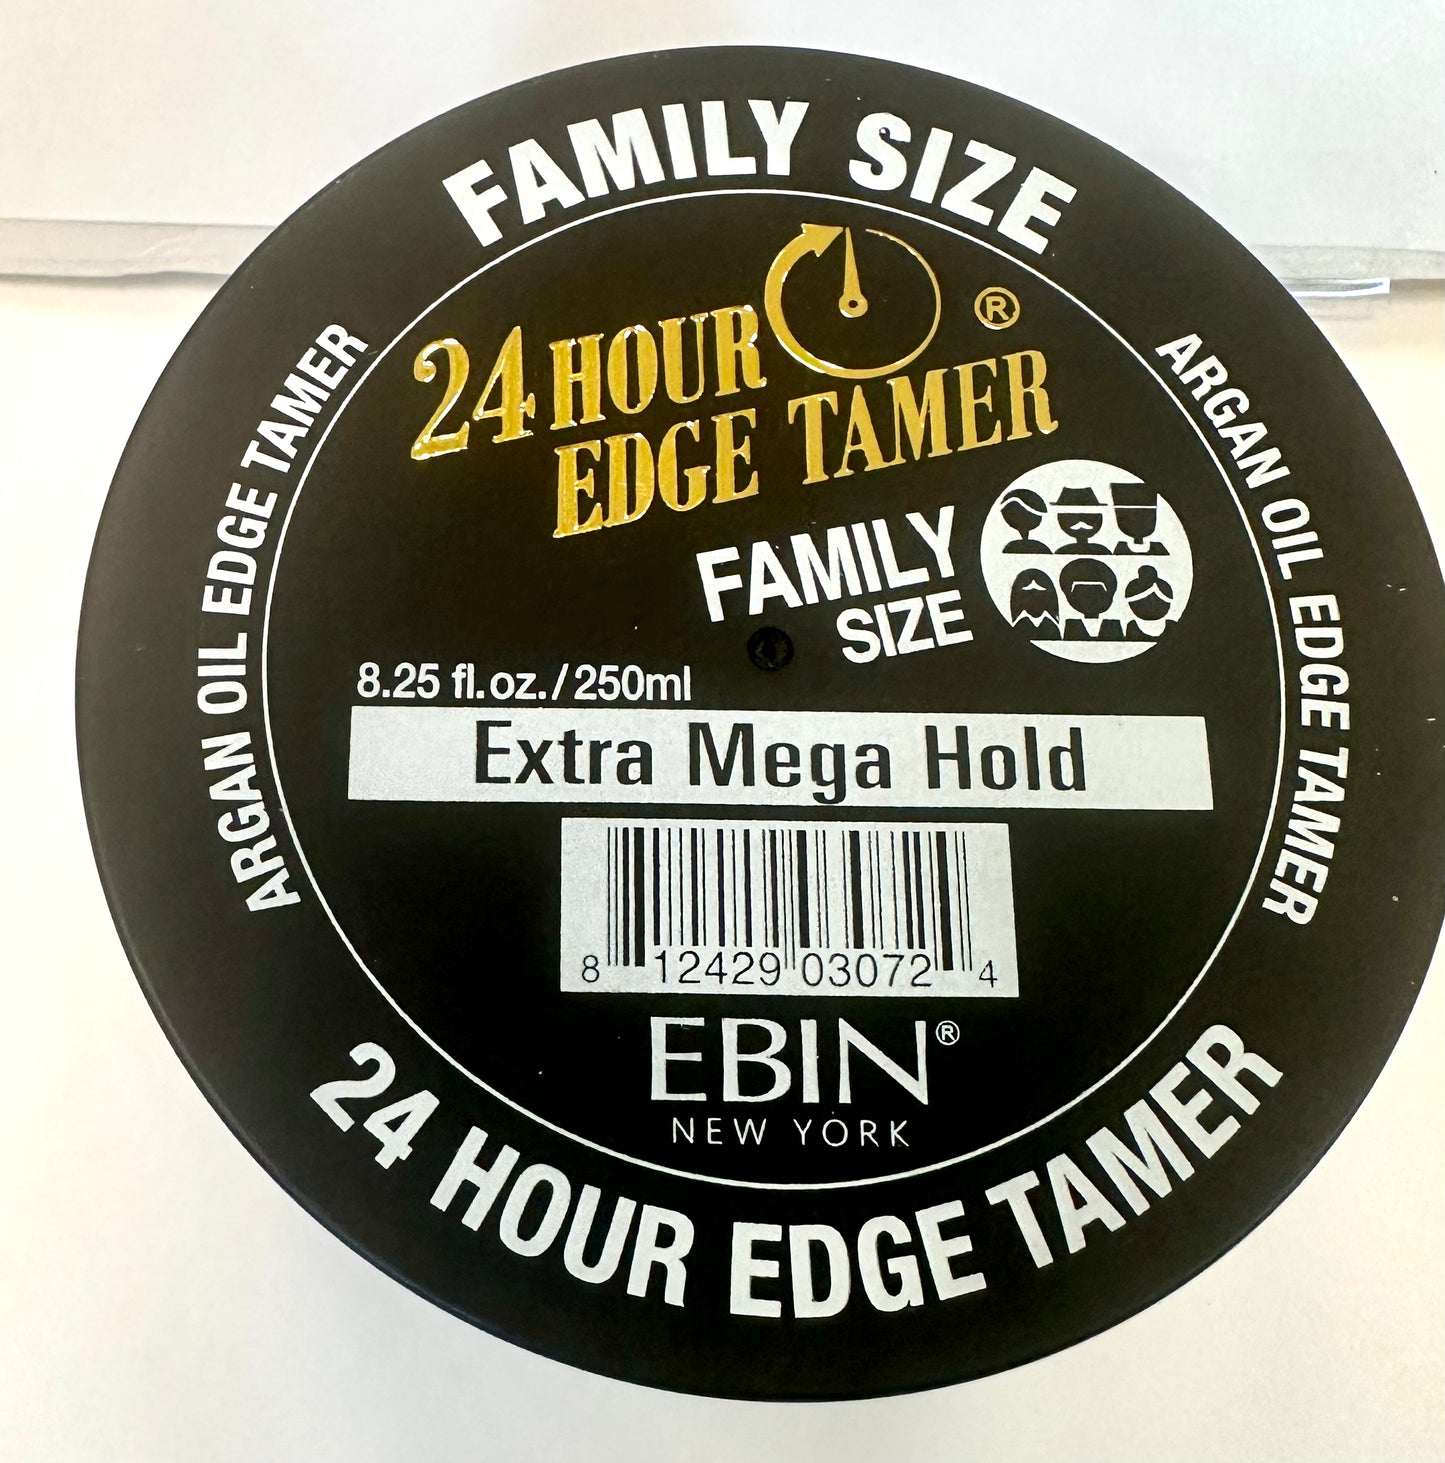 FAMILY SIZE
ARGAN OIL EDGE TAMER
ARGAN OIL EDGE TAMER
24 HOUR ®
EDGE TAMER
FAMILY
SIZE
8.25 fl.oz./250ml
Extra Mega Hold
8 12429 03072 4
EBIN®
NEW YORK
24 HOUR EDGE TAMER